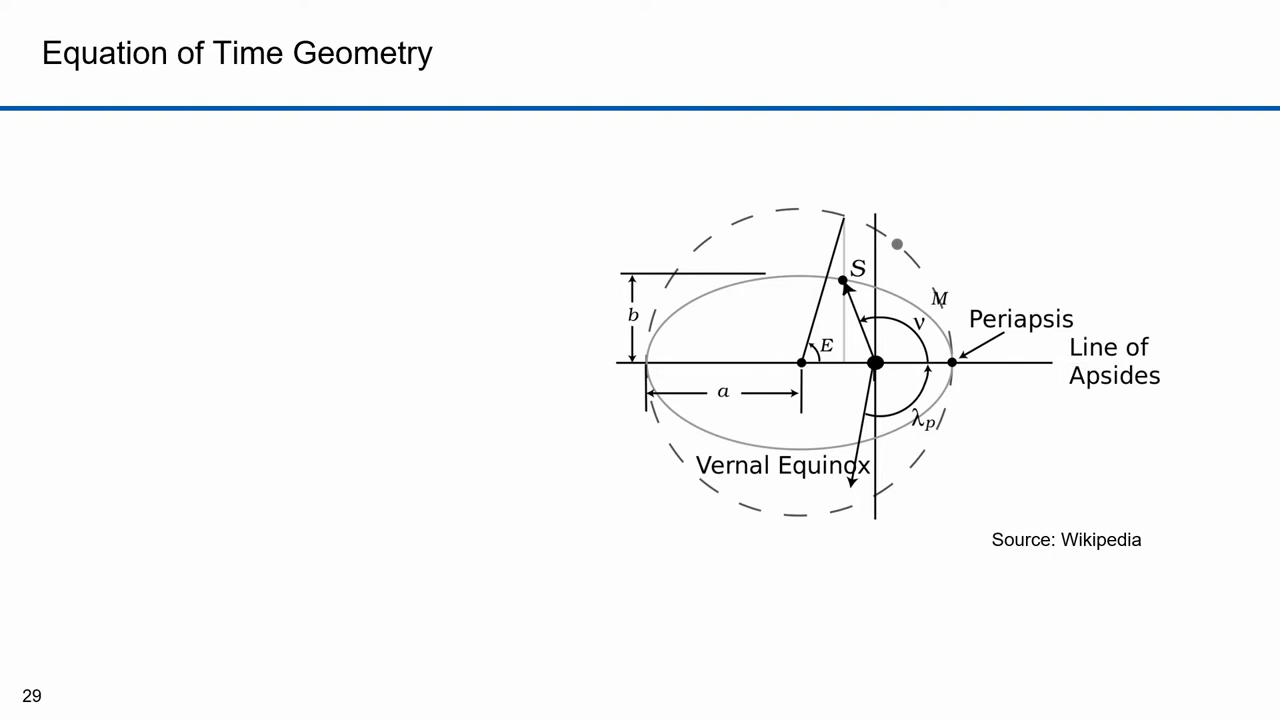 Equation of Time Geometry
S
M
b
ν
Periapsis
E
Line of
Apsides
a
λp
Vernal Equinox
Source: Wikipedia
29